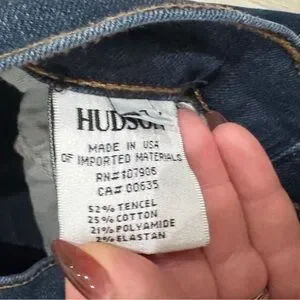 HUDSON
MADE IN USA
OF IMPORTED MATERIALS
RN#107906
CA# 00635
52% TENCEL
25% COTTON
21% POLYAMIDE
2% ELASTAN